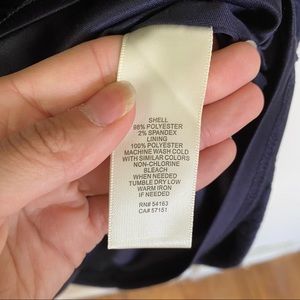 SHELL
98% POLYESTER
2% SPANDEX
LINING
100% POLYESTER
MACHINE WASH COLD
WITH SIMILAR COLORS
NON-CHLORINE
BLEACH
WHEN NEEDED
TUMBLE DRY LOW
WARM IRON
IF NEEDED
RN# 54163
CA# 57151